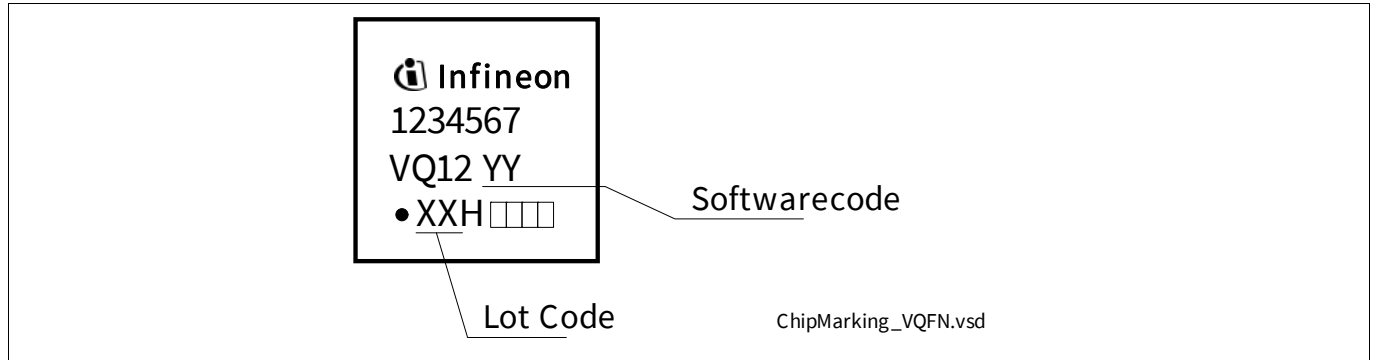 Infineon
1234567
VQ12 YY
Softwarecode
●XXH
Lot Code
ChipMarking_VQFN.vsd